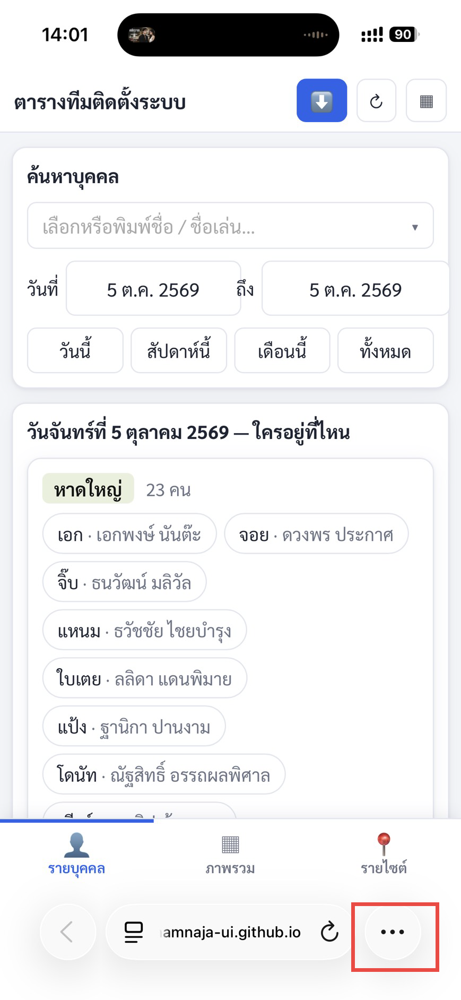 14:01
90
ตารางทีมติดตั้งระบบ
ค้นหาบุคคล
เลือกหรือพิมพ์ชื่อ / ชื่อเล่น...
วันที่ 5 ต.ค. 2569 ถึง 5 ต.ค. 2569
วันนี้ สัปดาห์นี้ เดือนนี้ ทั้งหมด
วันจันทร์ที่ 5 ตุลาคม 2569 — ใครอยู่ที่ไหน
หาดใหญ่ 23 คน
เอก · เอกพงษ์ นันต๊ะ จอย · ดวงพร ประกาศ
จิ๊บ · ธนวัฒน์ มลิวัล
แหนม · ธวัชชัย ไชยบำรุง
ใบเตย · ลลิดา แดนพิมาย
แป้ง · ฐานิกา ปานงาม
โดนัท · ณัฐสิทธิ์ อรรถผลพิศาล
รายบุคคล ภาพรวม รายไซต์
amnaja-ui.github.io